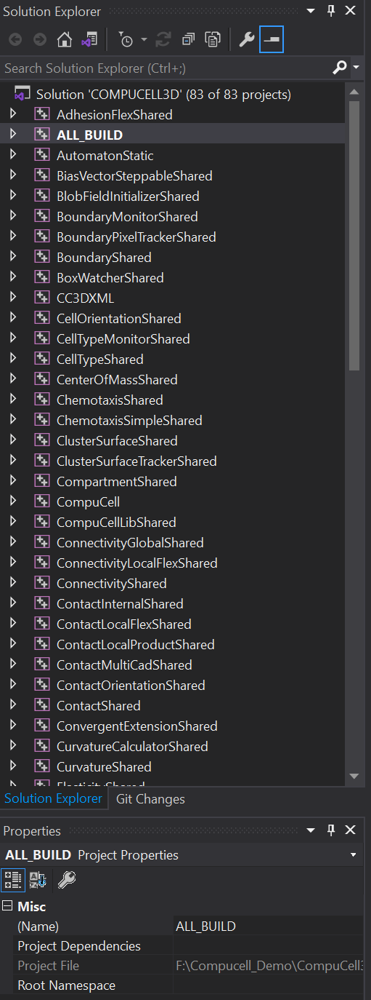 Solution Explorer
Search Solution Explorer (Ctrl+;)
Solution 'COMPUCELL3D' (83 of 83 projects)
AdhesionFlexShared
ALL_BUILD
AutomatonStatic
BiasVectorSteppableShared
BlobFieldInitializerShared
BoundaryMonitorShared
BoundaryPixelTrackerShared
BoundaryShared
BoxWatcherShared
CC3DXML
CellOrientationShared
CellTypeMonitorShared
CellTypeShared
CenterOfMassShared
ChemotaxisShared
ChemotaxisSimpleShared
ClusterSurfaceShared
ClusterSurfaceTrackerShared
CompartmentShared
CompuCell
CompuCellLibShared
ConnectivityGlobalShared
ConnectivityLocalFlexShared
ConnectivityShared
ContactInternalShared
ContactLocalFlexShared
ContactLocalProductShared
ContactMultiCadShared
ContactOrientationShared
ContactShared
ConvergentExtensionShared
CurvatureCalculatorShared
CurvatureShared
ElasticityShared
Solution Explorer Git Changes
Properties
ALL_BUILD Project Properties
Misc
(Name) ALL_BUILD
Project Dependencies
Project File F:\Compucell_Demo\CompuCell3
Root Namespace